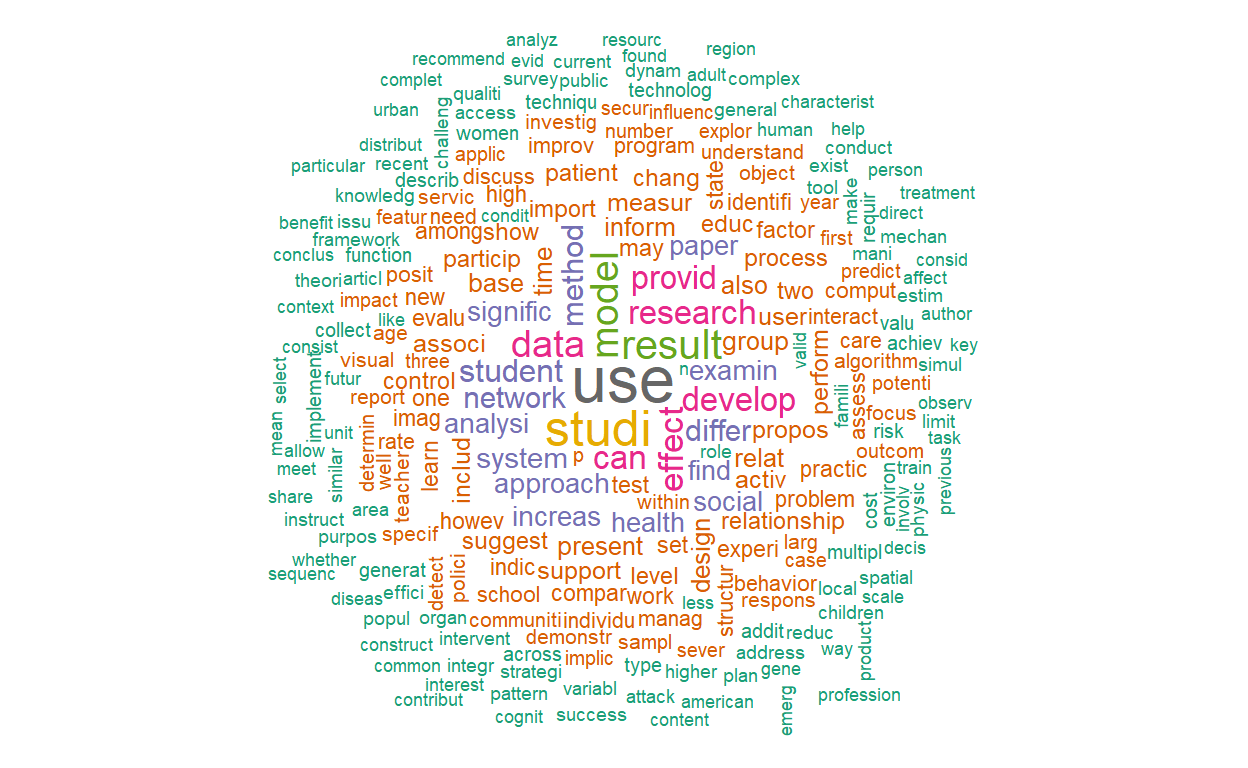 analyz resourc region
recommend evid current found
complet survey public dynam adult complex
urban qualiti techniqu technolog characterist
challeng access women investig secur influenc general
distribut applic improv number explor human help
particular recent describ discuss patient program understand exist conduct
knowledg servic high chang state object tool person
benefit issu featur need condit import measur identifi year make requir direct treatment
framework among show inform educ factor first mechan
conclus function particip time method may paper process mani consid
theori articl posit base model provid also two predict affect
context impact new signific research user interact comput estim
collect like evalu data result group valu author
consist age associ valid care achiev key
select visual three student use n examin perform algorithm simul
mean implement futur control network develop famili assess potenti
report one studi effect focus observ
unit imag analysi differ propos risk limit
allow determin rate system p can role relat outcom task
meet similar well learn includ find practic train
share area teacher approach test activ cost environ involv physic previous
instruct within social problem
purpos specif howev increas health relationship
whether suggest present set design experi larg multipl decis
sequenc generat detect polici indic support level case
diseas effici school compar work less structur behavior local spatial
popul organ communiti individu manag respons scale
construct intervent demonstr sampl sever addit reduc children
common integr across implic type higher address way product
interest strategi variabl attack plan gene
contribut pattern american emerg profession
cognit success content